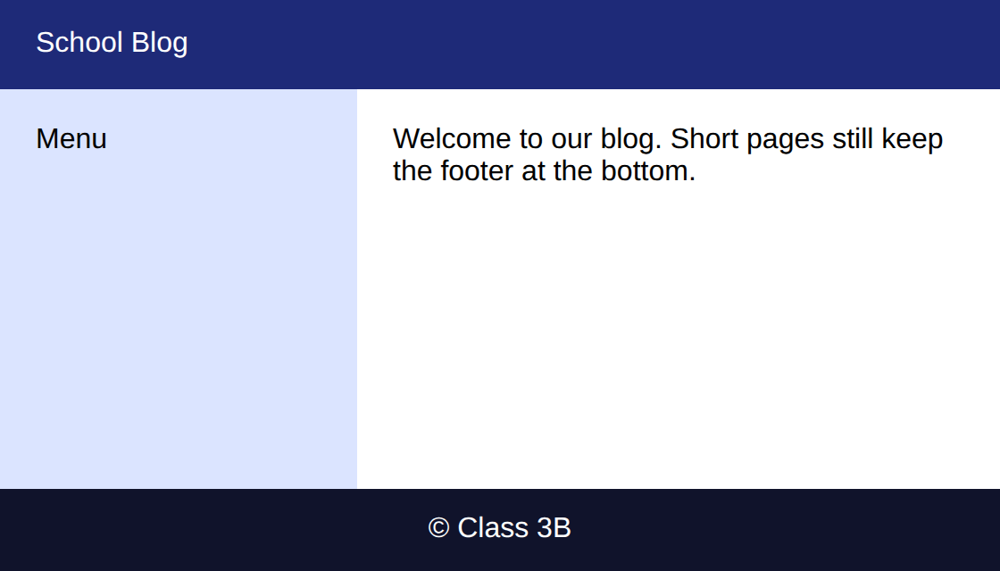 School Blog
Menu
Welcome to our blog. Short pages still keep
the footer at the bottom.
© Class 3B